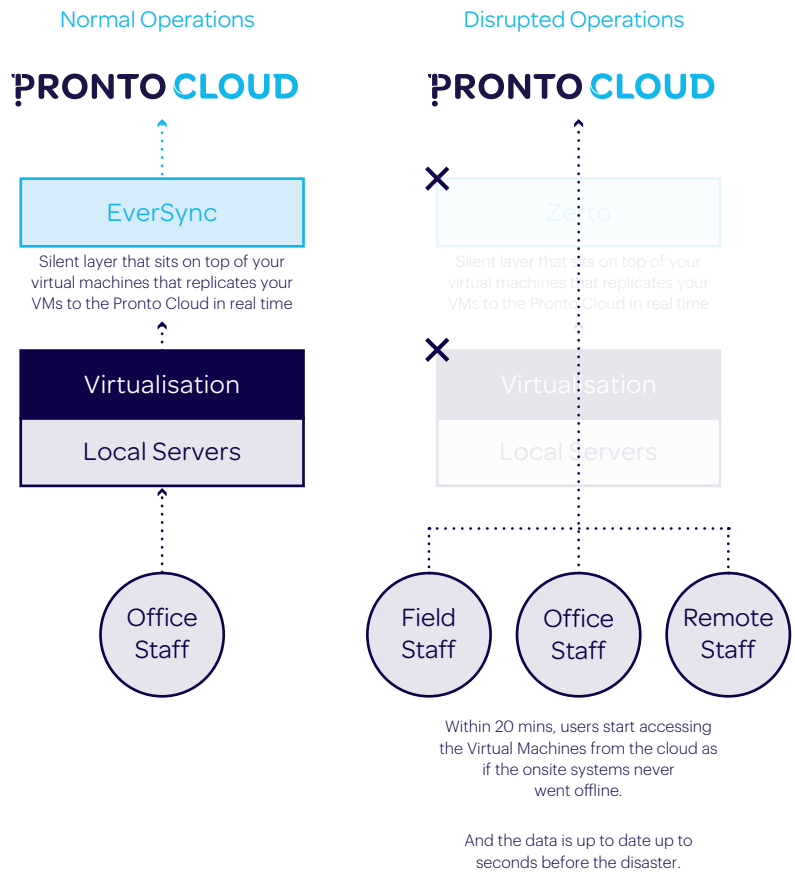 Normal Operations
PRONTO CLOUD
EverSync
Silent layer that sits on top of your
virtual machines that replicates your
VMs to the Pronto Cloud in real time
Virtualisation
Local Servers
Office
Staff
Disrupted Operations
PRONTO CLOUD
Zerto
Silent layer that sits on top of your
virtual machines that replicates your
VMs to the Pronto Cloud in real time
Virtualisation
Local Servers
Field
Staff
Office
Staff
Remote
Staff
Within 20 mins, users start accessing
the Virtual Machines from the cloud as
if the onsite systems never
went offline.
And the data is up to date up to
seconds before the disaster.